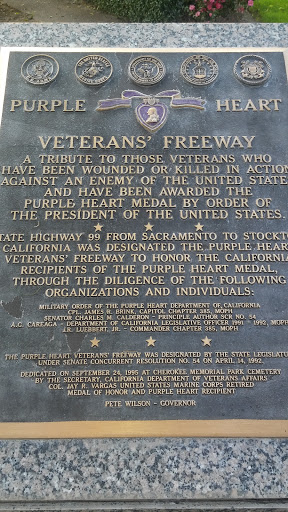 PURPLE HEART
VETERANS' FREEWAY
A TRIBUTE TO THOSE VETERANS WHO
HAVE BEEN WOUNDED OR KILLED IN ACTION
AGAINST AN ENEMY OF THE UNITED STATES
AND HAVE BEEN AWARDED THE
PURPLE HEART MEDAL BY ORDER OF
THE PRESIDENT OF THE UNITED STATES.
STATE HIGHWAY 99 FROM SACRAMENTO TO STOCKTON
CALIFORNIA WAS DESIGNATED THE PURPLE HEART
VETERANS' FREEWAY TO HONOR THE CALIFORNIA
RECIPIENTS OF THE PURPLE HEART MEDAL,
THROUGH THE DILIGENCE OF THE FOLLOWING
ORGANIZATIONS AND INDIVIDUALS.
MILITARY ORDER OF THE PURPLE HEART DEPARTMENT OF CALIFORNIA
CPL. JAMES R. BRINK, CAPITOL CHAPTER 385, MOPH
SENATOR CHARLES M. CALDERON - PRINCIPLE AUTHOR SCR NO. 54
A.C. CAREAGA - DEPARTMENT OF CALIFORNIA LEGISLATIVE OFFICER 1991 - 1992, MOPH
J.R. LUEBBERT, JR. - COMMANDER CHAPTER 385, MOPH
THE PURPLE HEART VETERANS' FREEWAY WAS DESIGNATED BY THE STATE LEGISLATURE
UNDER SENATE CONCURRENT RESOLUTION NO. 54 ON APRIL 14, 1992.
DEDICATED ON SEPTEMBER 24, 1995 AT CHEROKEE MEMORIAL PARK CEMETERY
BY THE SECRETARY, CALIFORNIA DEPARTMENT OF VETERANS AFFAIRS
COL. JAY R. VARGAS UNITED STATES MARINE CORPS RETIRED
MEDAL OF HONOR AND PURPLE HEART RECIPIENT
PETE WILSON - GOVERNOR